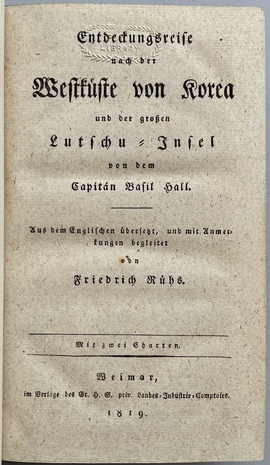 Entdeckungsreise
LIBRARY
nach der
Westküste von Korea
und der großen
Lutschu-Insel
von dem
Capitän Basil Hall.
Aus dem Englischen übersetzt, und mit Anmer-
kungen begleitet
von
Friedrich Rühs.
Mit zwei Charten.
Weimar,
im Verlage des Gr. H. S. priv. Landes-Industrie-Comptoirs.
1819.